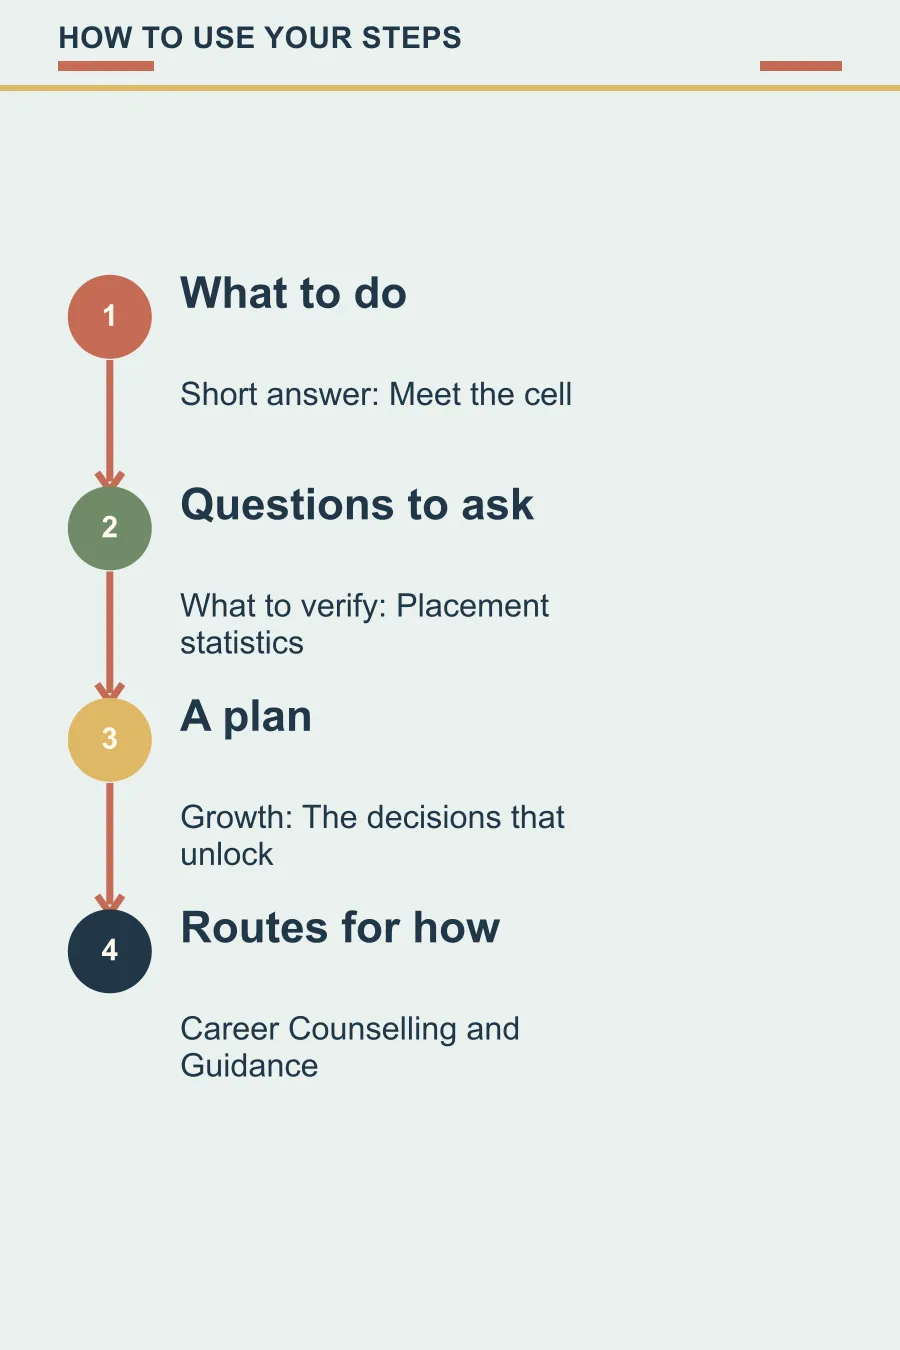 HOW TO USE YOUR STEPS
1
What to do
Short answer: Meet the cell
2
Questions to ask
What to verify: Placement
statistics
3
A plan
Growth: The decisions that
unlock
4
Routes for how
Career Counselling and
Guidance